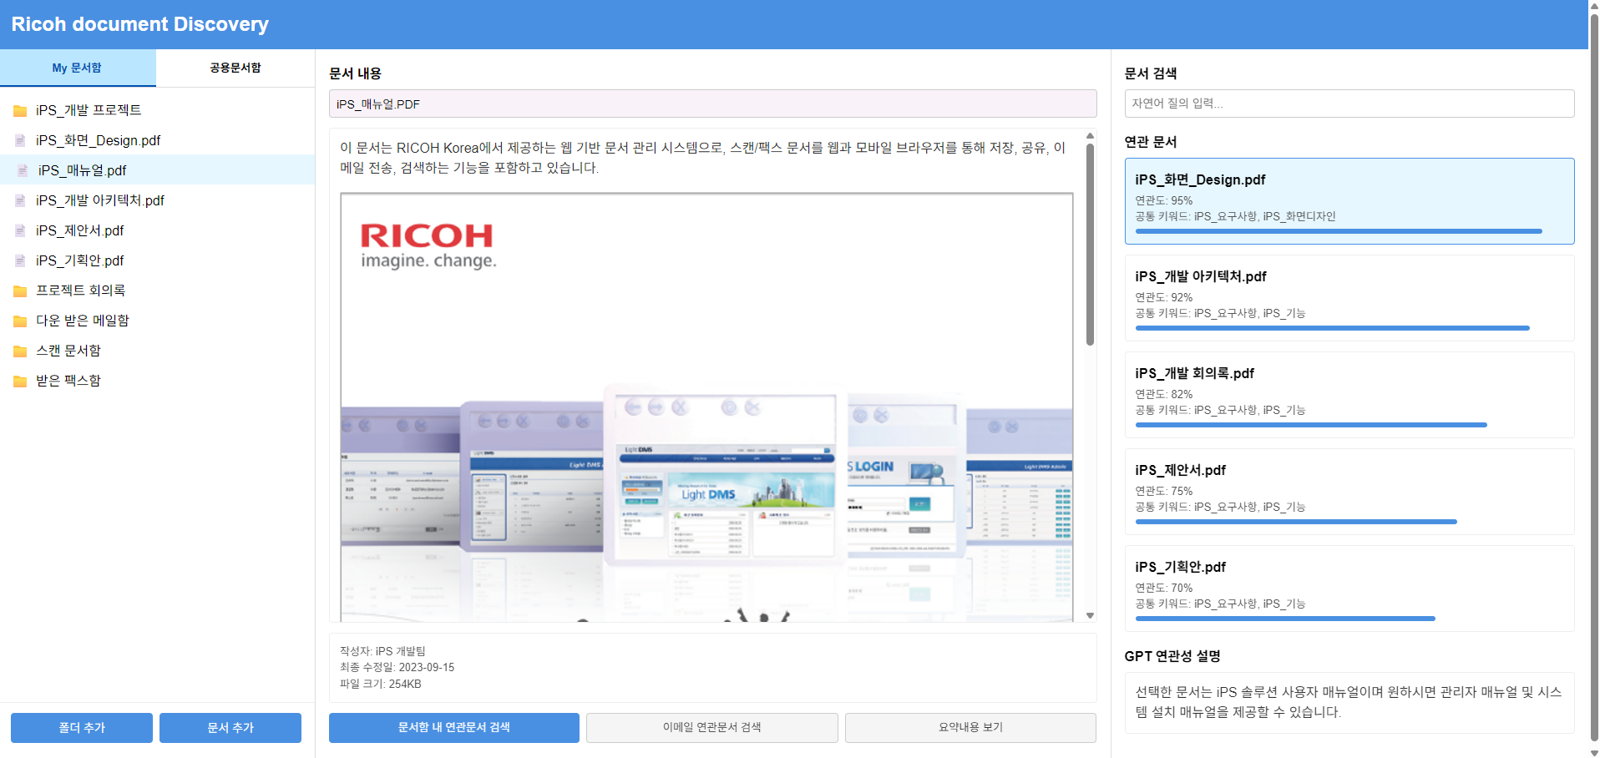 Ricoh document Discovery
My 문서함
공용문서함
iPS_개발 프로젝트
iPS_화면_Design.pdf
iPS_매뉴얼.pdf
iPS_개발 아키텍처.pdf
iPS_제안서.pdf
iPS_기획안.pdf
프로젝트 회의록
다운 받은 메일함
스캔 문서함
받은 팩스함
폴더 추가
문서 추가
문서 내용
iPS_매뉴얼.PDF
이 문서는 RICOH Korea에서 제공하는 웹 기반 문서 관리 시스템으로, 스캔/팩스 문서를 웹과 모바일 브라우저를 통해 저장, 공유, 이
메일 전송, 검색하는 기능을 포함하고 있습니다.
RICOH
imagine. change.
Light DMS
Light DMS
Light DMS
LOGIN
작성자: iPS 개발팀
최종 수정일: 2023-09-15
파일 크기: 254KB
문서함 내 연관문서 검색
이메일 연관문서 검색
요약내용 보기
문서 검색
자연어 질의 입력...
연관 문서
iPS_화면_Design.pdf
연관도: 95%
공통 키워드: iPS_요구사항, iPS_화면디자인
iPS_개발 아키텍처.pdf
연관도: 92%
공통 키워드: iPS_요구사항, iPS_기능
iPS_개발 회의록.pdf
연관도: 82%
공통 키워드: iPS_요구사항, iPS_기능
iPS_제안서.pdf
연관도: 75%
공통 키워드: iPS_요구사항, iPS_기능
iPS_기획안.pdf
연관도: 70%
공통 키워드: iPS_요구사항, iPS_기능
GPT 연관성 설명
선택한 문서는 iPS 솔루션 사용자 매뉴얼이며 원하시면 관리자 매뉴얼 및 시스
템 설치 매뉴얼을 제공할 수 있습니다.